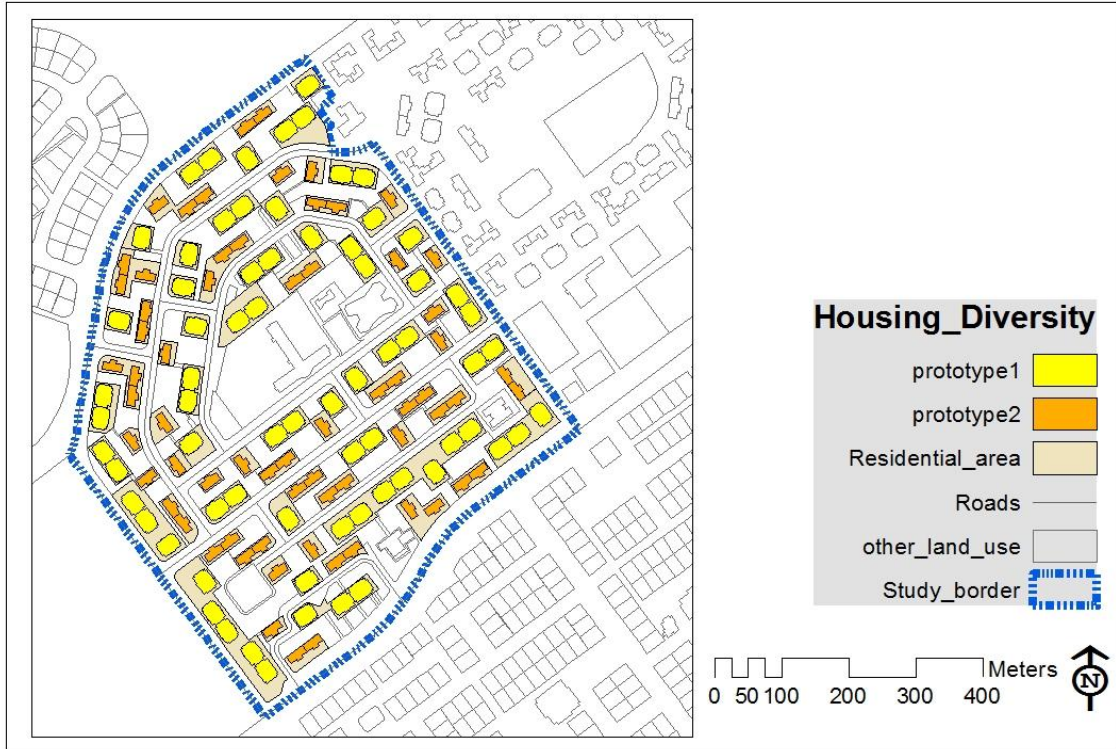 Housing_Diversity
prototype1
prototype2
Residential_area
Roads
other_land_use
Study_border
Meters
0 50 100 200 300 400
N